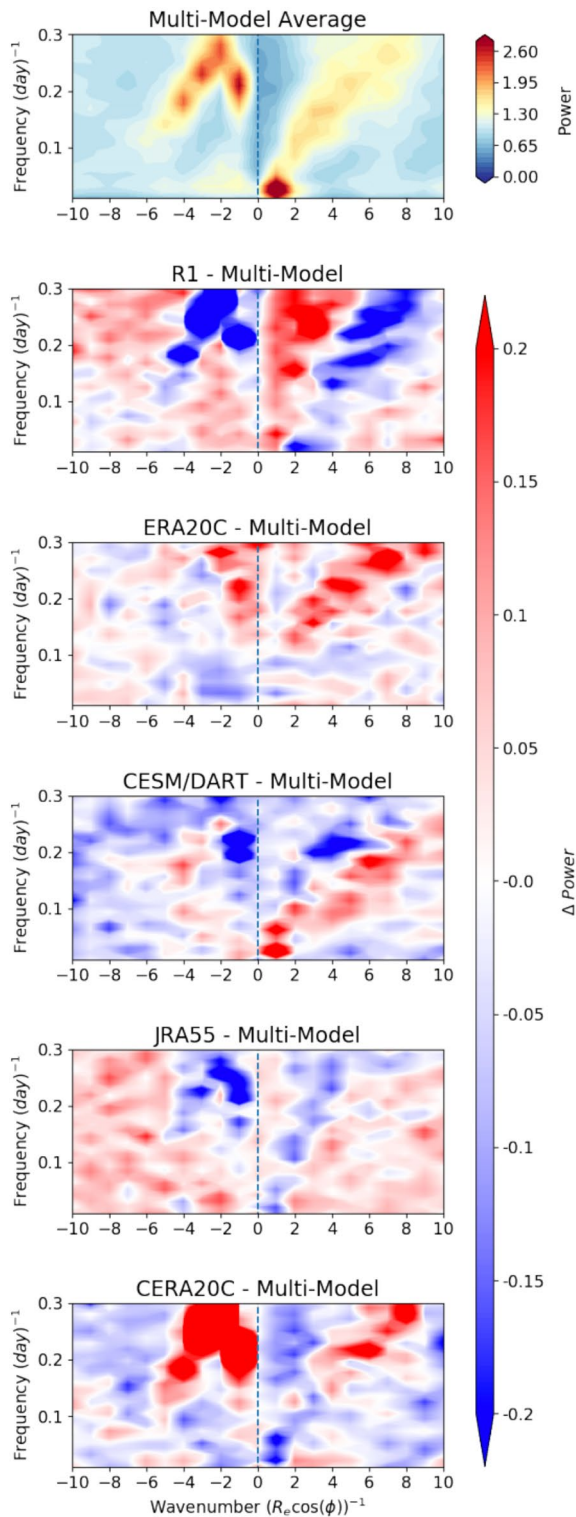 Multi-Model Average
Frequency (day)⁻¹
0.3
0.2
0.1
−10 −8 −6 −4 −2 0 2 4 6 8 10
2.60
1.95
1.30
0.65
0.00
Power
R1 - Multi-Model
Frequency (day)⁻¹
0.3
0.2
0.1
−10 −8 −6 −4 −2 0 2 4 6 8 10
ERA20C - Multi-Model
Frequency (day)⁻¹
0.3
0.2
0.1
−10 −8 −6 −4 −2 0 2 4 6 8 10
CESM/DART - Multi-Model
Frequency (day)⁻¹
0.3
0.2
0.1
−10 −8 −6 −4 −2 0 2 4 6 8 10
JRA55 - Multi-Model
Frequency (day)⁻¹
0.3
0.2
0.1
−10 −8 −6 −4 −2 0 2 4 6 8 10
CERA20C - Multi-Model
Frequency (day)⁻¹
0.3
0.2
0.1
−10 −8 −6 −4 −2 0 2 4 6 8 10
Wavenumber (Rₑcos(ϕ))⁻¹
0.2
0.15
0.1
0.05
-0.0
-0.05
-0.1
-0.15
-0.2
Δ Power